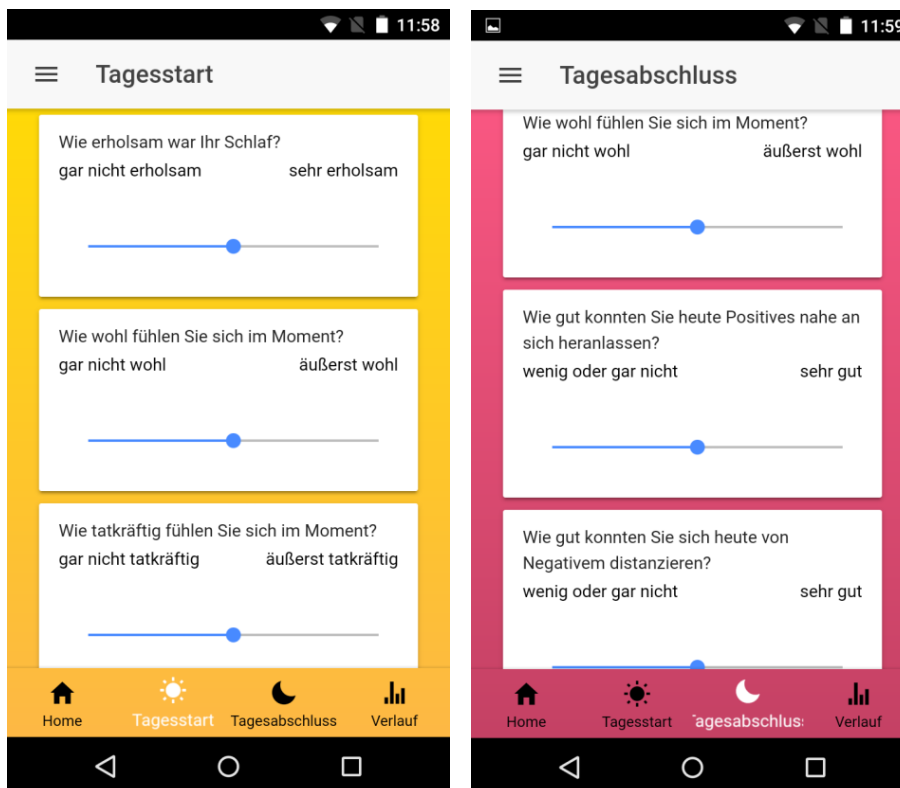 11:58
Tagesstart
Wie erholsam war Ihr Schlaf?
gar nicht erholsam sehr erholsam
Wie wohl fühlen Sie sich im Moment?
gar nicht wohl äußerst wohl
Wie tatkräftig fühlen Sie sich im Moment?
gar nicht tatkräftig äußerst tatkräftig
Home Tagesstart Tagesabschluss Verlauf
11:59
Tagesabschluss
Wie wohl fühlen Sie sich im Moment?
gar nicht wohl äußerst wohl
Wie gut konnten Sie heute Positives nahe an
sich heranlassen?
wenig oder gar nicht sehr gut
Wie gut konnten Sie sich heute von
Negativem distanzieren?
wenig oder gar nicht sehr gut
Home Tagesstart Tagesabschluss Verlauf